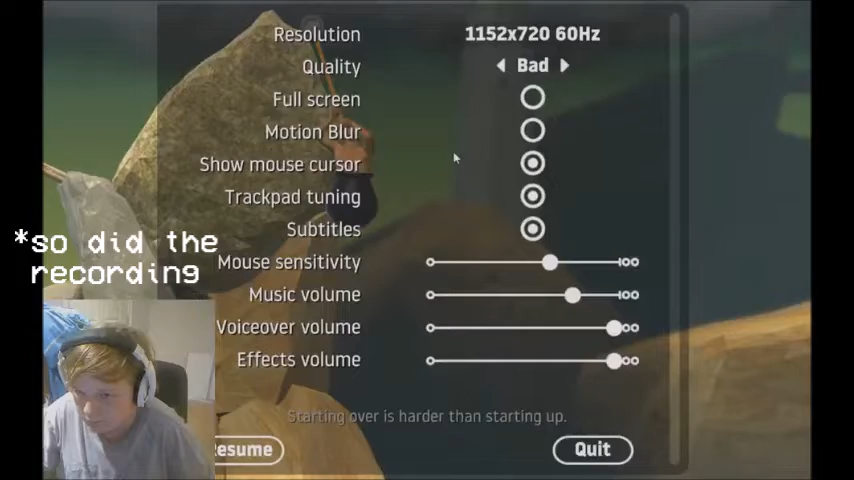 Resolution 1152x720 60Hz
Quality Bad
Full screen
Motion Blur
Show mouse cursor
Trackpad tuning
Subtitles
*so did the
recording
Mouse sensitivity
Music volume
Voiceover volume
Effects volume
Starting over is harder than starting up.
esume Quit